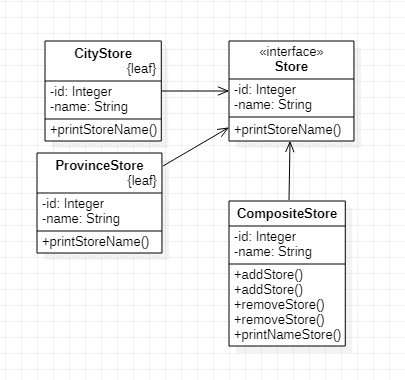 CityStore
{leaf}
-id: Integer
-name: String
+printStoreName()
«interface»
Store
-id: Integer
-name: String
+printStoreName()
ProvinceStore
{leaf}
-id: Integer
-name: String
+printStoreName()
CompositeStore
-id: Integer
-name: String
+addStore()
+addStore()
+removeStore()
+removeStore()
+printNameStore()